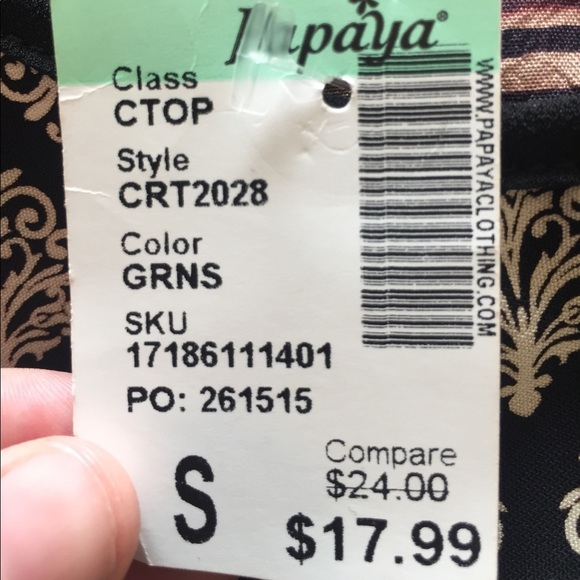 Papaya®
Class
CTOP
Style
CRT2028
Color
GRNS
SKU
17186111401
PO: 261515
S
Compare
$24.00
$17.99
WWW.PAPAYACLOTHING.COM